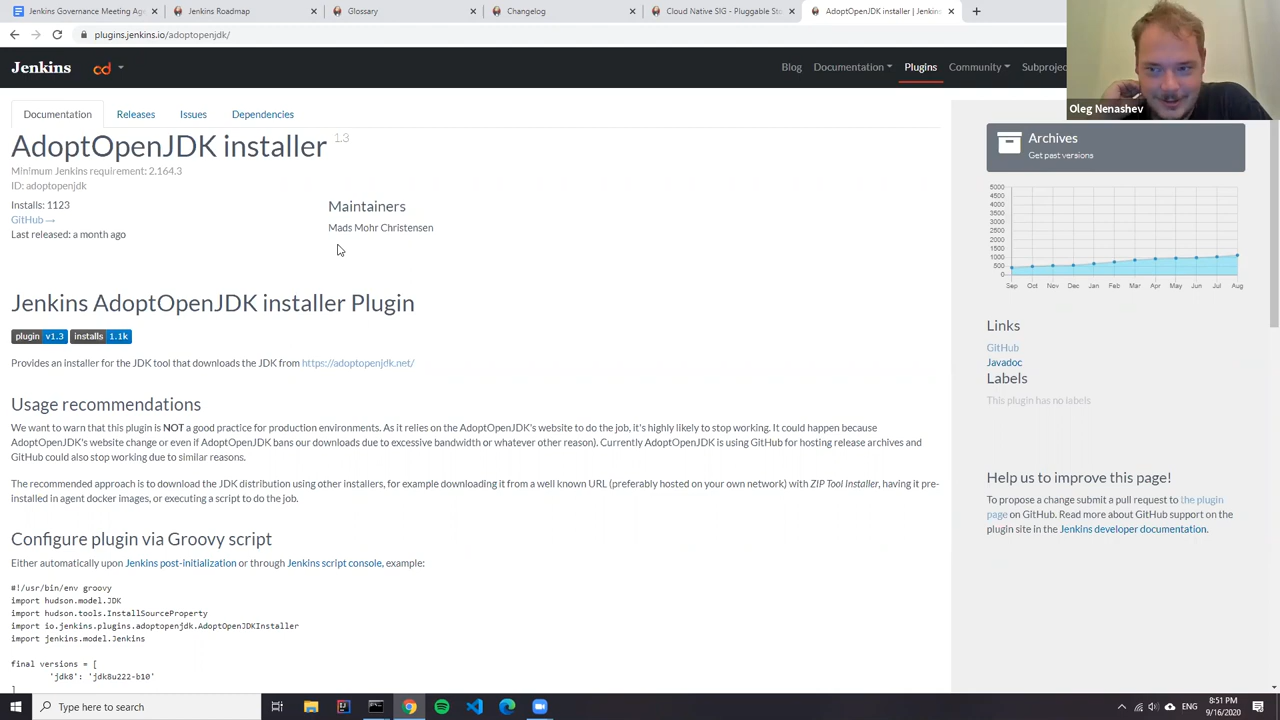 Jenkins Governance Meeting Ag
Jenkins Roadmap
Glossary
Changelog
Cloud Native SIG - Pluggable Sto
AdoptOpenJDK installer | Jenkins
plugins.jenkins.io/adoptopenjdk/
Jenkins
cd
Blog
Documentation
Plugins
Community
Subprojec
Oleg Nenashev
Documentation
Releases
Issues
Dependencies
AdoptOpenJDK installer 1.3
Minimum Jenkins requirement: 2.164.3
ID: adoptopenjdk
Installs: 1123
GitHub →
Last released: a month ago
Maintainers
Mads Mohr Christensen
Jenkins AdoptOpenJDK installer Plugin
plugin v1.3 installs 1.1k
Provides an installer for the JDK tool that downloads the JDK from https://adoptopenjdk.net/
Usage recommendations
We want to warn that this plugin is NOT a good practice for production environments. As it relies on the AdoptOpenJDK's website to do the job, it's highly likely to stop working. It could happen because
AdoptOpenJDK's website change or even if AdoptOpenJDK bans our downloads due to excessive bandwidth or whatever other reason). Currently AdoptOpenJDK is using GitHub for hosting release archives and
GitHub could also stop working due to similar reasons.
The recommended approach is to download the JDK distribution using other installers, for example downloading it from a well known URL (preferably hosted on your own network) with ZIP Tool Installer, having it pre-
installed in agent docker images, or executing a script to do the job.
Configure plugin via Groovy script
Either automatically upon Jenkins post-initialization or through Jenkins script console, example:
#!/usr/bin/env groovy
import hudson.model.JDK
import hudson.tools.InstallSourceProperty
import io.jenkins.plugins.adoptopenjdk.AdoptOpenJDKInstaller
import jenkins.model.Jenkins
final versions = [
'jdk8': 'jdk8u222-b10'
]
Archives
Get past versions
5000
4500
4000
3500
3000
2500
2000
1500
1000
500
0
Sep Oct Nov Dec Jan Feb Mar Apr May Jun Jul Aug
Links
GitHub
Javadoc
Labels
This plugin has no labels
Help us to improve this page!
To propose a change submit a pull request to the plugin
page on GitHub. Read more about GitHub support on the
plugin site in the Jenkins developer documentation.
Type here to search
ENG
8:51 PM
9/16/2020